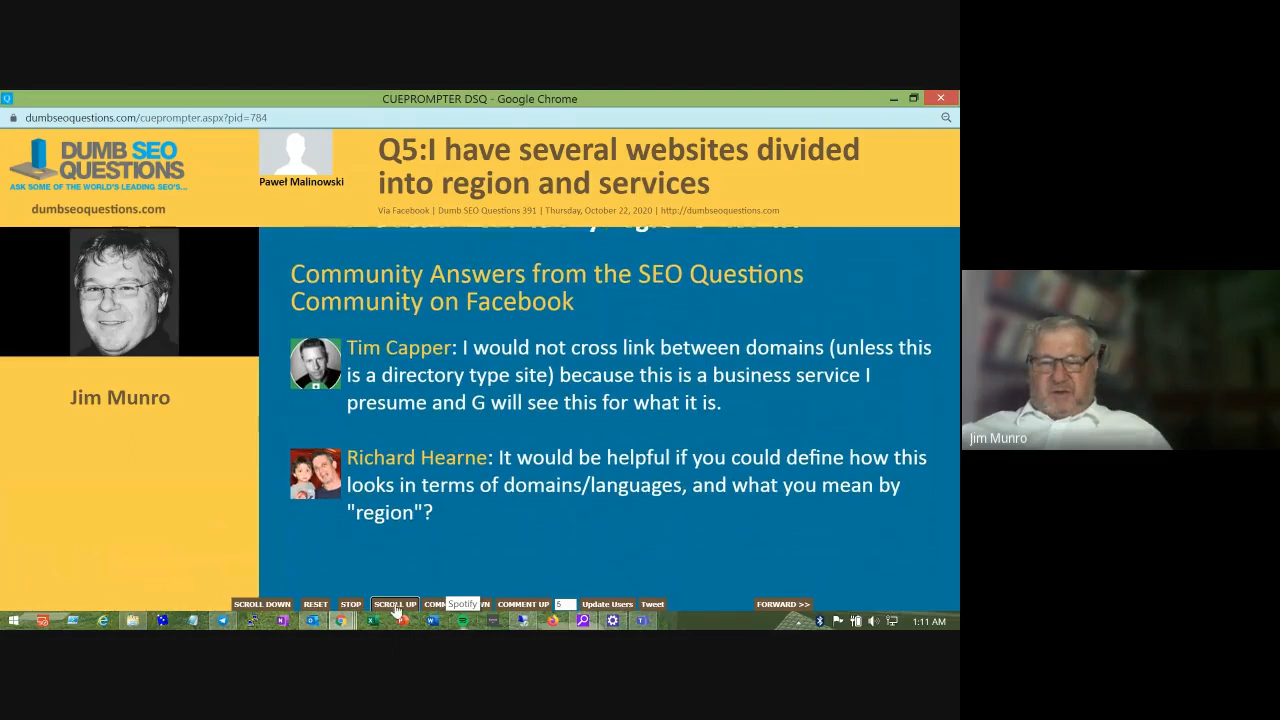 CUEPROMPTER DSQ - Google Chrome
dumbseoquestions.com/cueprompter.aspx?pid=784
DUMB SEO
QUESTIONS
ASK SOME OF THE WORLD'S LEADING SEO'S...
dumbseoquestions.com
Paweł Malinowski
Q5:I have several websites divided
into region and services
Via Facebook | Dumb SEO Questions 391 | Thursday, October 22, 2020 | http://dumbseoquestions.com
Jim Munro
Community Answers from the SEO Questions
Community on Facebook
Tim Capper: I would not cross link between domains (unless this
is a directory type site) because this is a business service I
presume and G will see this for what it is.
Richard Hearne: It would be helpful if you could define how this
looks in terms of domains/languages, and what you mean by
"region"?
Jim Munro
SCROLL DOWN RESET STOP SCROLL UP Spotify COMMENT UP 5 Update Users Tweet FORWARD >>
1:11 AM